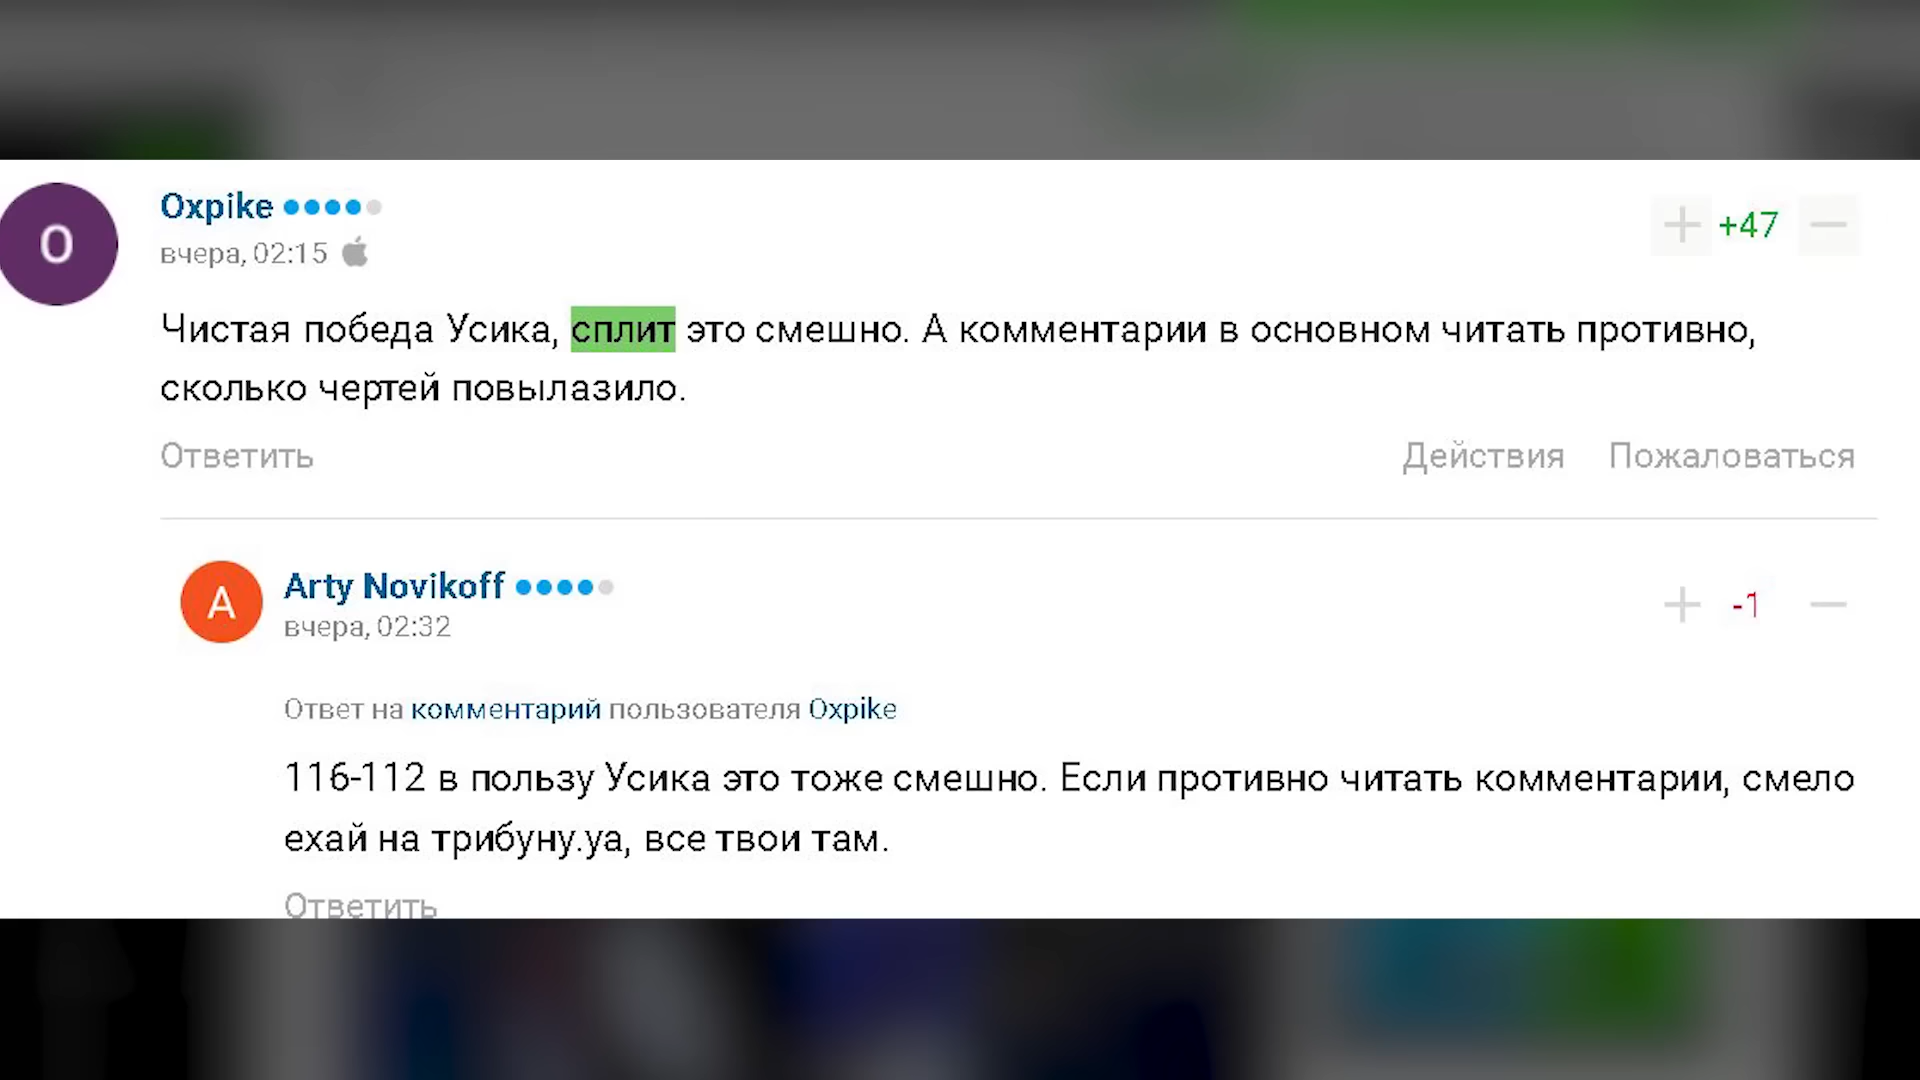 O
Oxpike
вчера, 02:15
+47
Чистая победа Усика, сплит это смешно. А комментарии в основном читать противно,
сколько чертей повылазило.
Ответить
Действия Пожаловаться
A
Arty Novikoff
вчера, 02:32
-1
Ответ на комментарий пользователя Oxpike
116-112 в пользу Усика это тоже смешно. Если противно читать комментарии, смело
ехай на трибуну.уа, все твои там.
Ответить